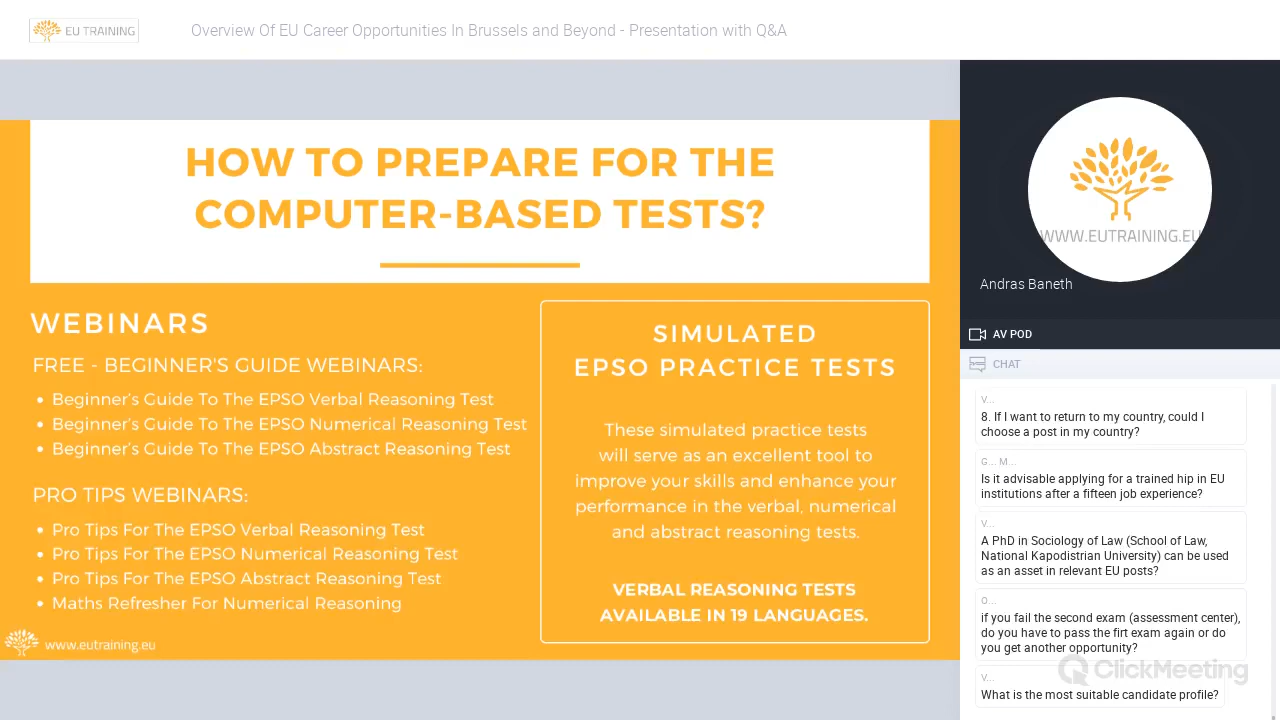 EU TRAINING
Overview Of EU Career Opportunities In Brussels and Beyond - Presentation with Q&A
HOW TO PREPARE FOR THE
COMPUTER-BASED TESTS?
WEBINARS
FREE - BEGINNER'S GUIDE WEBINARS:
• Beginner's Guide To The EPSO Verbal Reasoning Test
• Beginner's Guide To The EPSO Numerical Reasoning Test
• Beginner's Guide To The EPSO Abstract Reasoning Test
PRO TIPS WEBINARS:
• Pro Tips For The EPSO Verbal Reasoning Test
• Pro Tips For The EPSO Numerical Reasoning Test
• Pro Tips For The EPSO Abstract Reasoning Test
• Maths Refresher For Numerical Reasoning
www.eutraining.eu
SIMULATED
EPSO PRACTICE TESTS
These simulated practice tests
will serve as an excellent tool to
improve your skills and enhance your
performance in the verbal, numerical
and abstract reasoning tests.
VERBAL REASONING TESTS
AVAILABLE IN 19 LANGUAGES.
WWW.EUTRAINING.EU
Andras Baneth
AV POD
CHAT
V...
8. If I want to return to my country, could I
choose a post in my country?
G... M...
Is it advisable applying for a trained hip in EU
institutions after a fifteen job experience?
V...
A PhD in Sociology of Law (School of Law,
National Kapodistrian University) can be used
as an asset in relevant EU posts?
O...
if you fail the second exam (assessment center),
do you have to pass the firt exam again or do
you get another opportunity?
ClickMeeting
V...
What is the most suitable candidate profile?